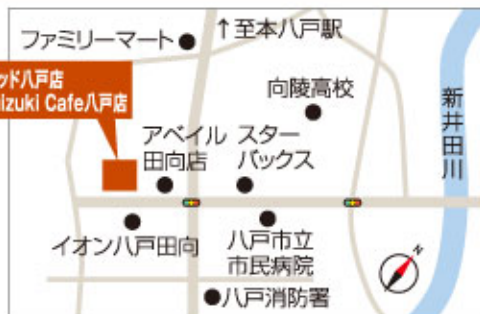 ファミリーマート
↑至本八戸駅
ッド八戸店
izuki Cafe八戸店
向陵高校
新井田川
アベイル
田向店
スター
バックス
イオン八戸田向
八戸市立
市民病院
八戸消防署
N